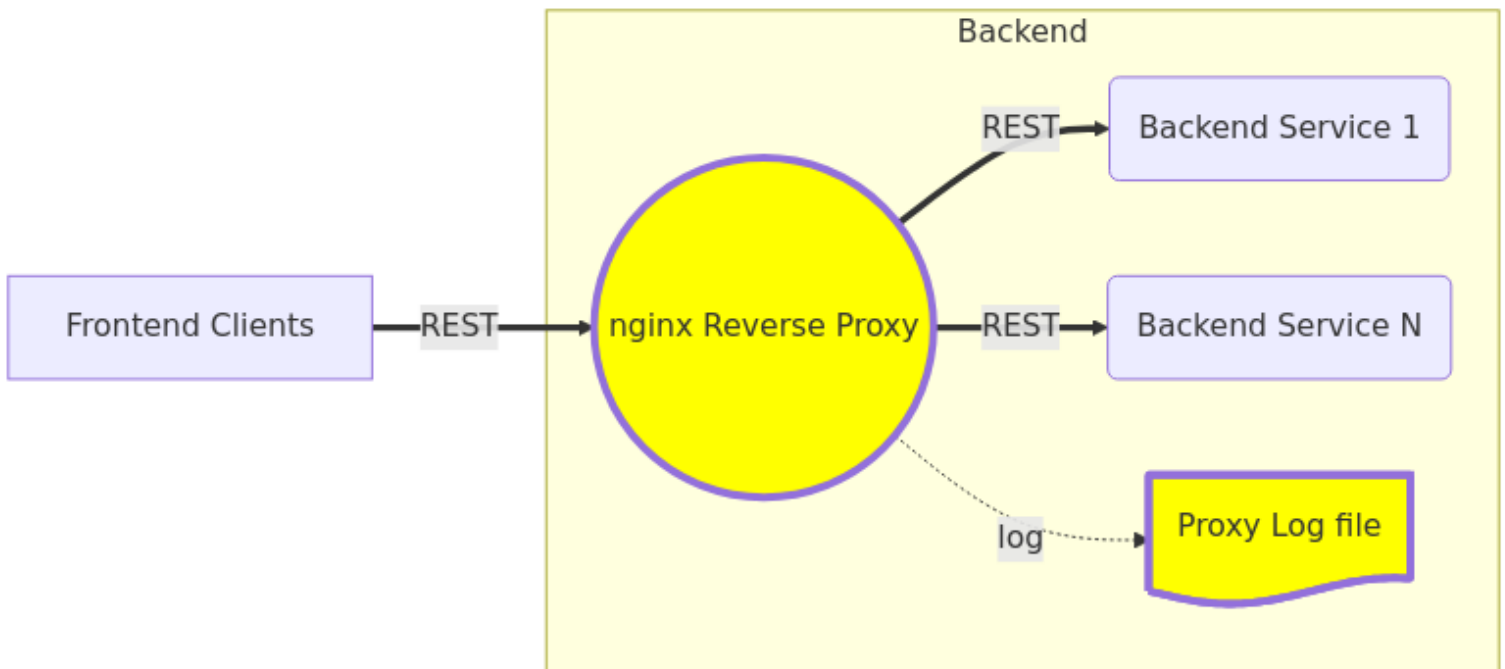 Backend
REST
Backend Service 1
Frontend Clients
REST
nginx Reverse Proxy
REST
Backend Service N
log
Proxy Log file